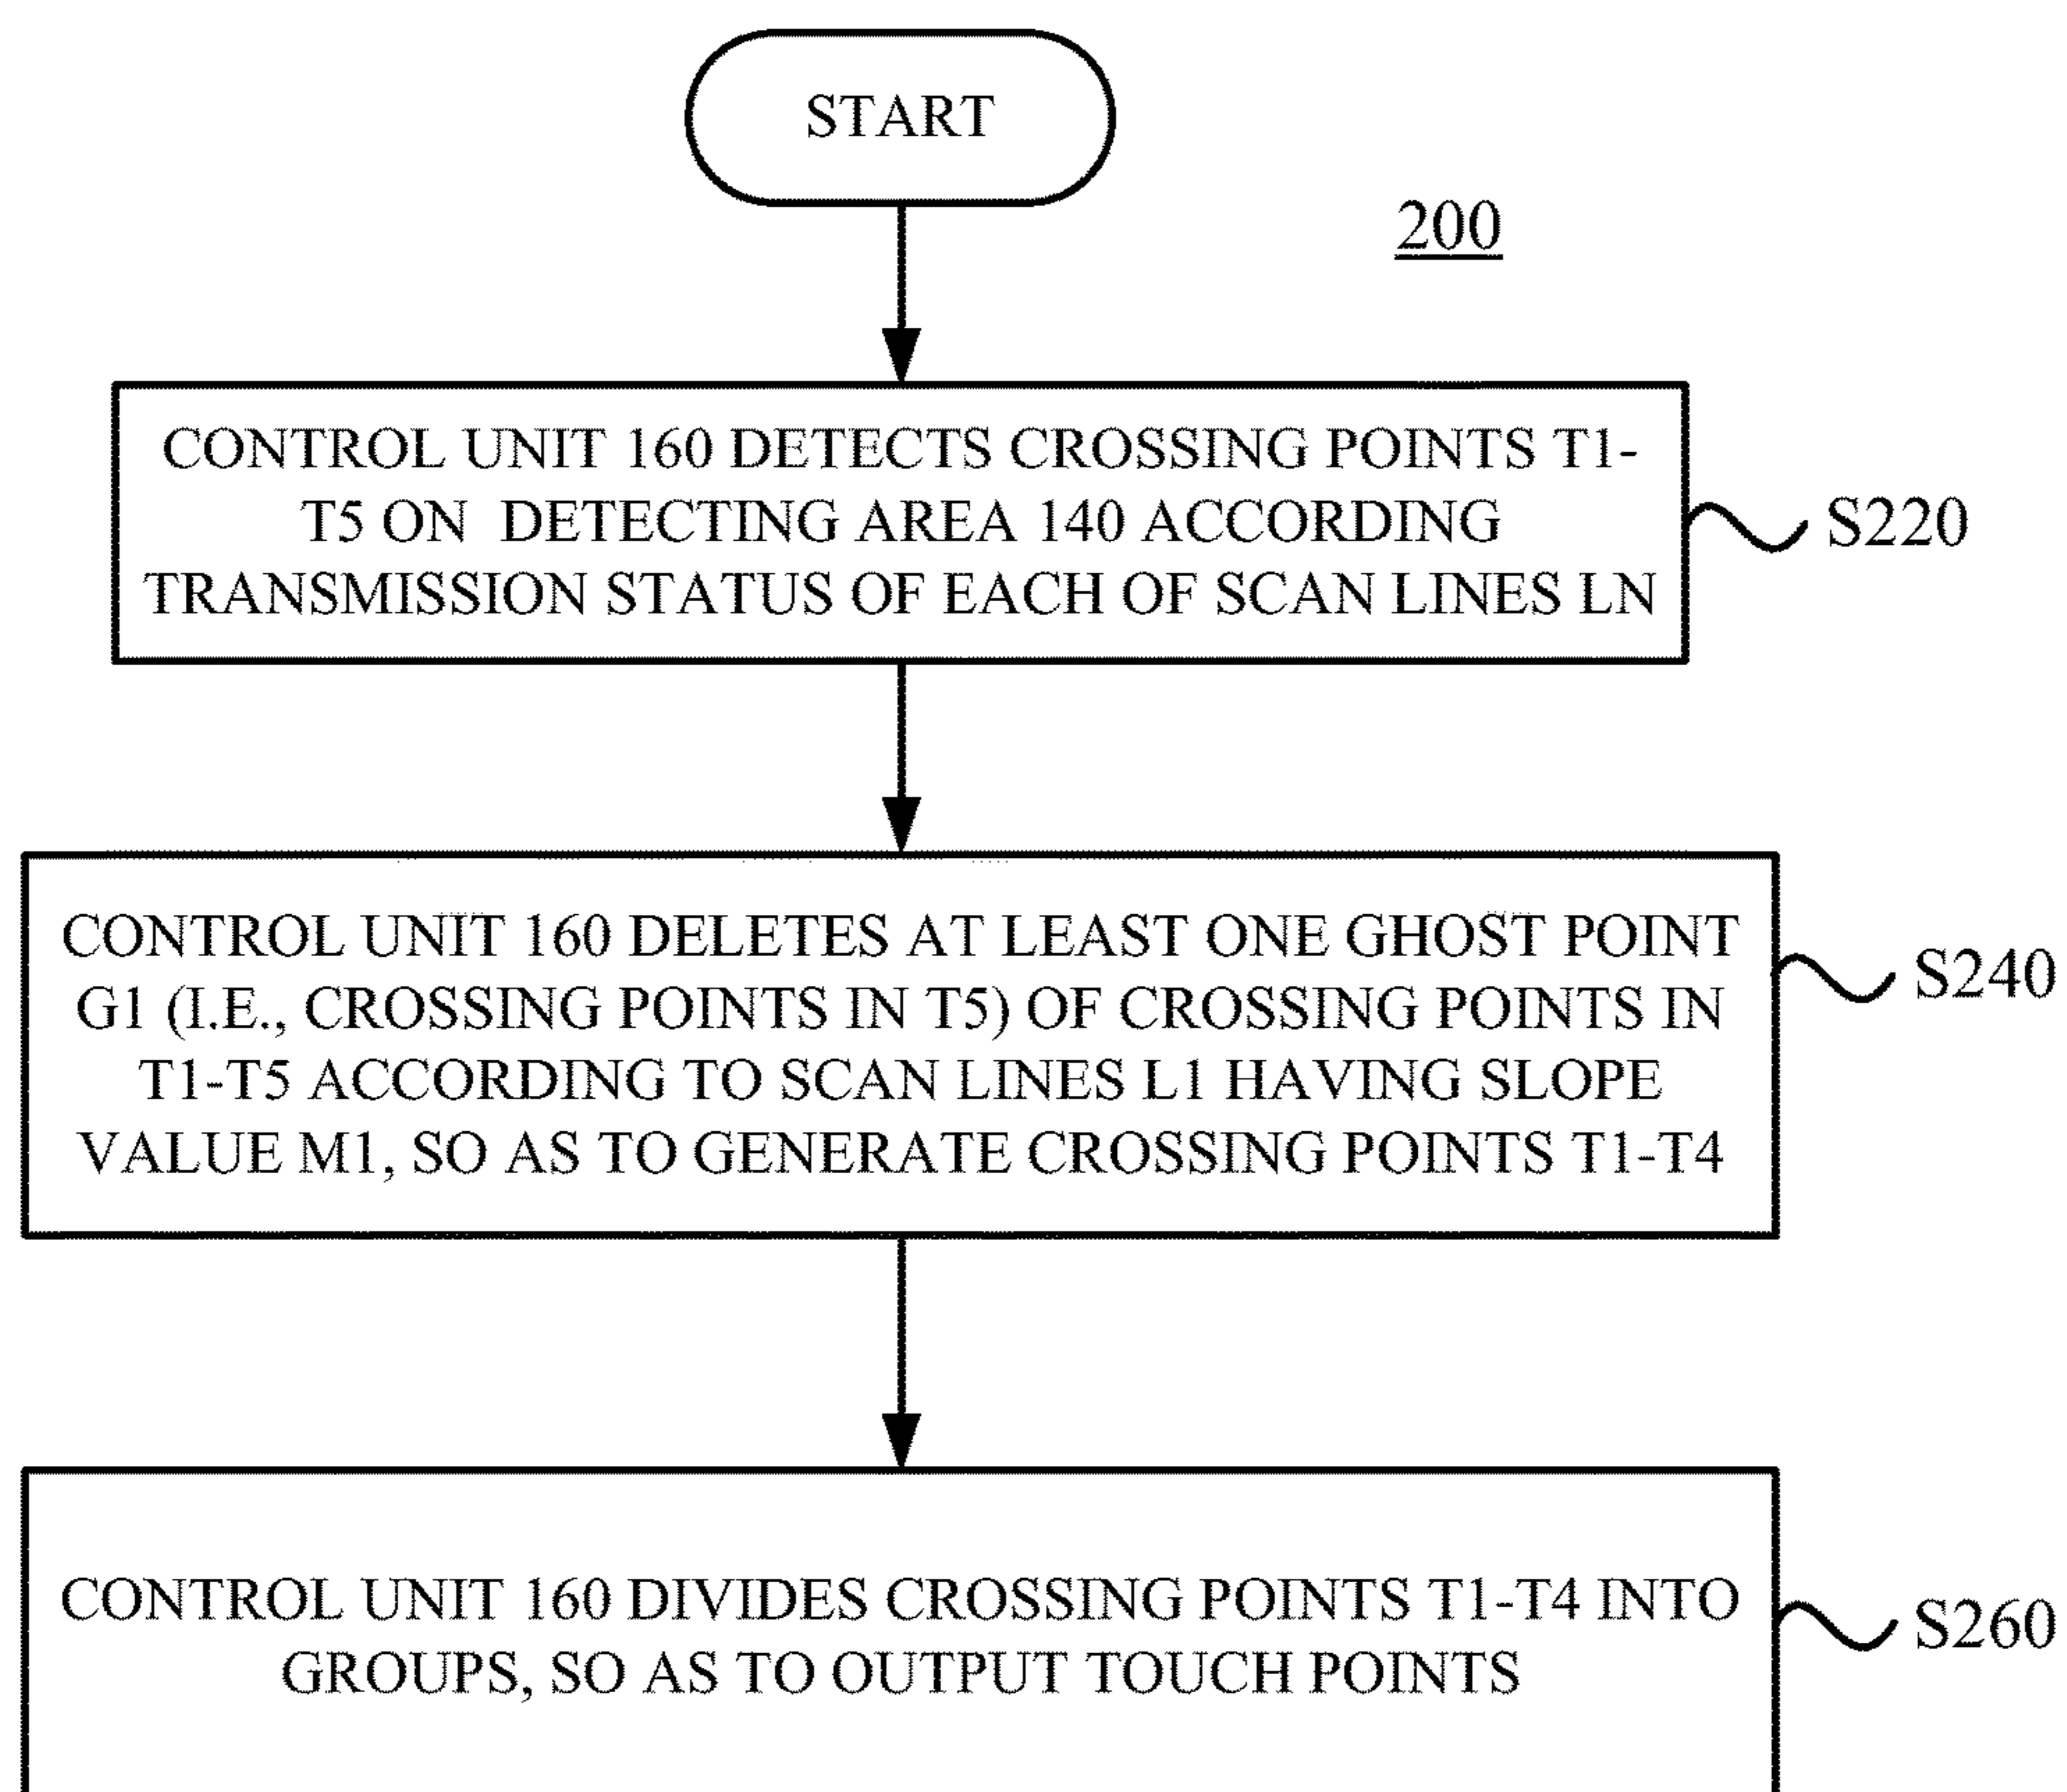 START
200
CONTROL UNIT 160 DETECTS CROSSING POINTS T1-
T5 ON DETECTING AREA 140 ACCORDING
TRANSMISSION STATUS OF EACH OF SCAN LINES LN
S220
CONTROL UNIT 160 DELETES AT LEAST ONE GHOST POINT
G1 (I.E., CROSSING POINTS IN T5) OF CROSSING POINTS IN
T1-T5 ACCORDING TO SCAN LINES L1 HAVING SLOPE
VALUE M1, SO AS TO GENERATE CROSSING POINTS T1-T4
S240
CONTROL UNIT 160 DIVIDES CROSSING POINTS T1-T4 INTO
GROUPS, SO AS TO OUTPUT TOUCH POINTS
S260